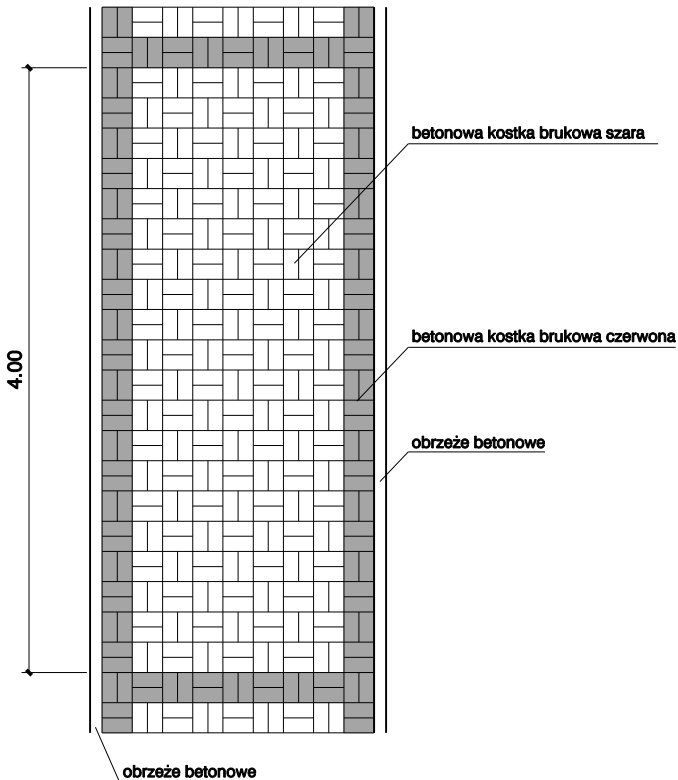 betonowa kostka brukowa szara
betonowa kostka brukowa czerwona
4.00
obrzeże betonowe
obrzeże betonowe